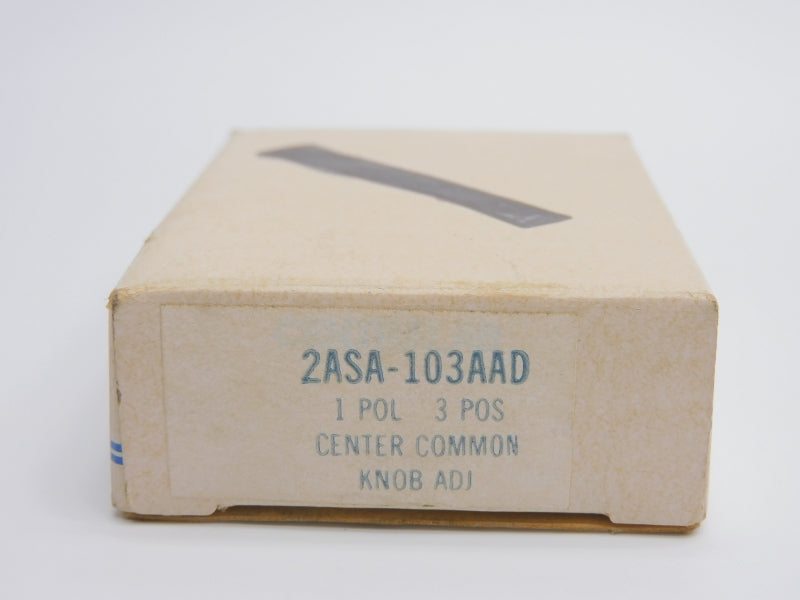 2ASA-103AAD
1 POL 3 POS
CENTER COMMON
KNOB ADJ